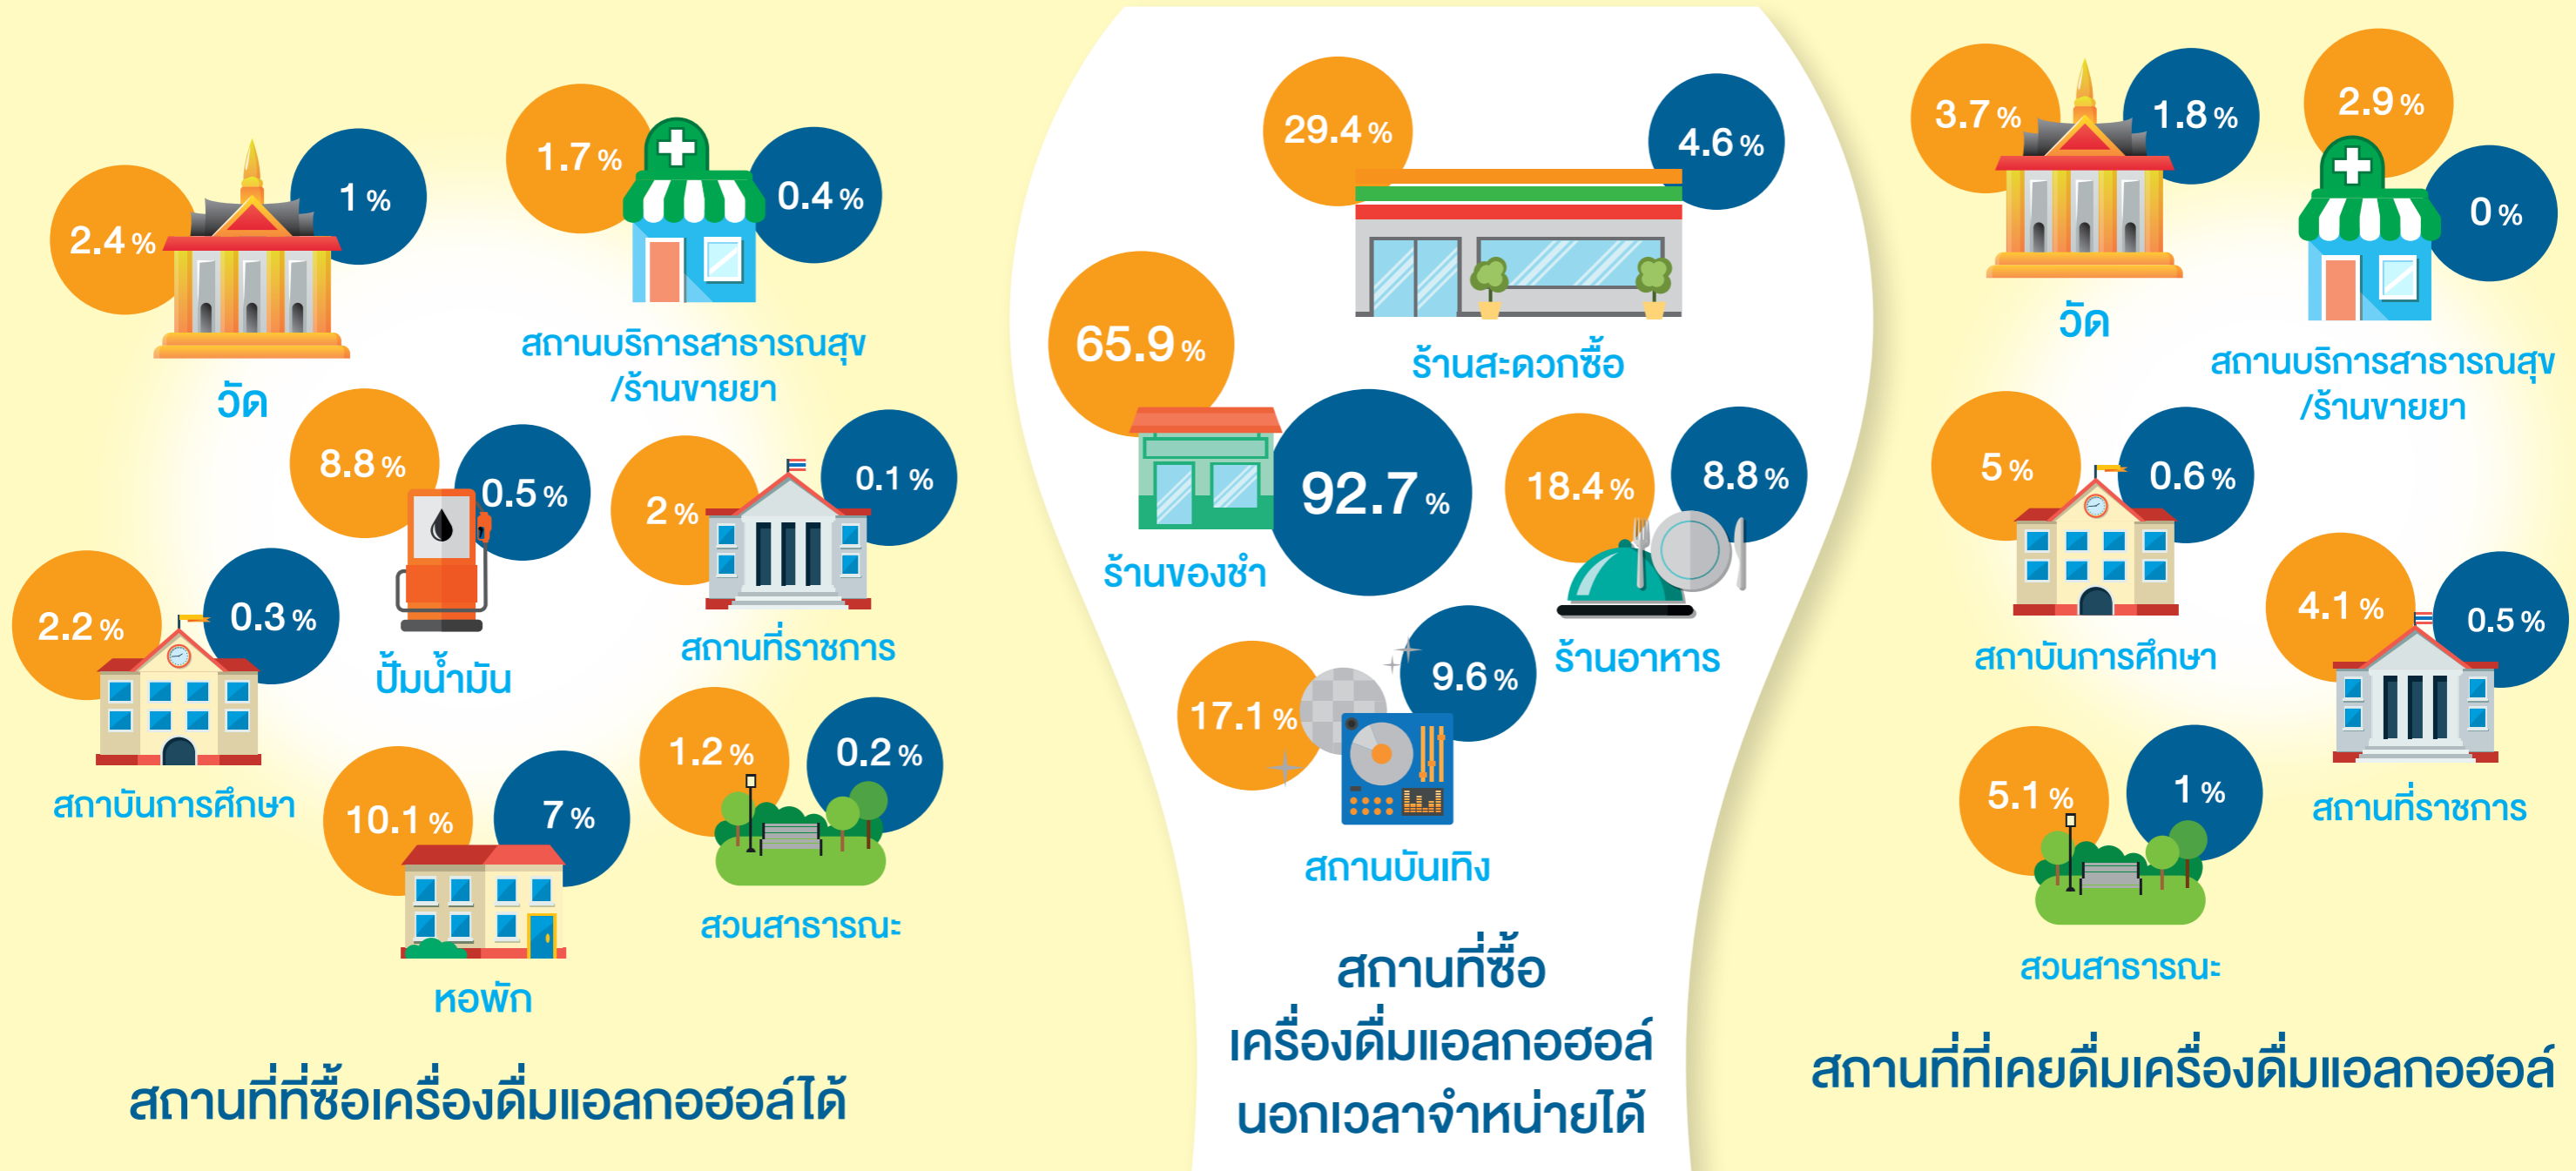 2.4 %
1 %
วัด
1.7 %
0.4 %
สถานบริการสาธารณสุข
/ร้านขายยา
8.8 %
0.5 %
ปั๊มน้ำมัน
2 %
0.1 %
สถานที่ราชการ
2.2 %
0.3 %
สถาบันการศึกษา
10.1 %
7 %
หอพัก
1.2 %
0.2 %
สวนสาธารณะ
สถานที่ที่ซื้อเครื่องดื่มแอลกอฮอล์ได้
29.4 %
4.6 %
ร้านสะดวกซื้อ
65.9 %
92.7 %
ร้านของชำ
18.4 %
8.8 %
ร้านอาหาร
17.1 %
9.6 %
สถานบันเทิง
สถานที่ซื้อ
เครื่องดื่มแอลกอฮอล์
นอกเวลาจำหน่ายได้
3.7 %
1.8 %
วัด
2.9 %
0 %
สถานบริการสาธารณสุข
/ร้านขายยา
5 %
0.6 %
สถาบันการศึกษา
4.1 %
0.5 %
สถานที่ราชการ
5.1 %
1 %
สวนสาธารณะ
สถานที่ที่เคยดื่มเครื่องดื่มแอลกอฮอล์